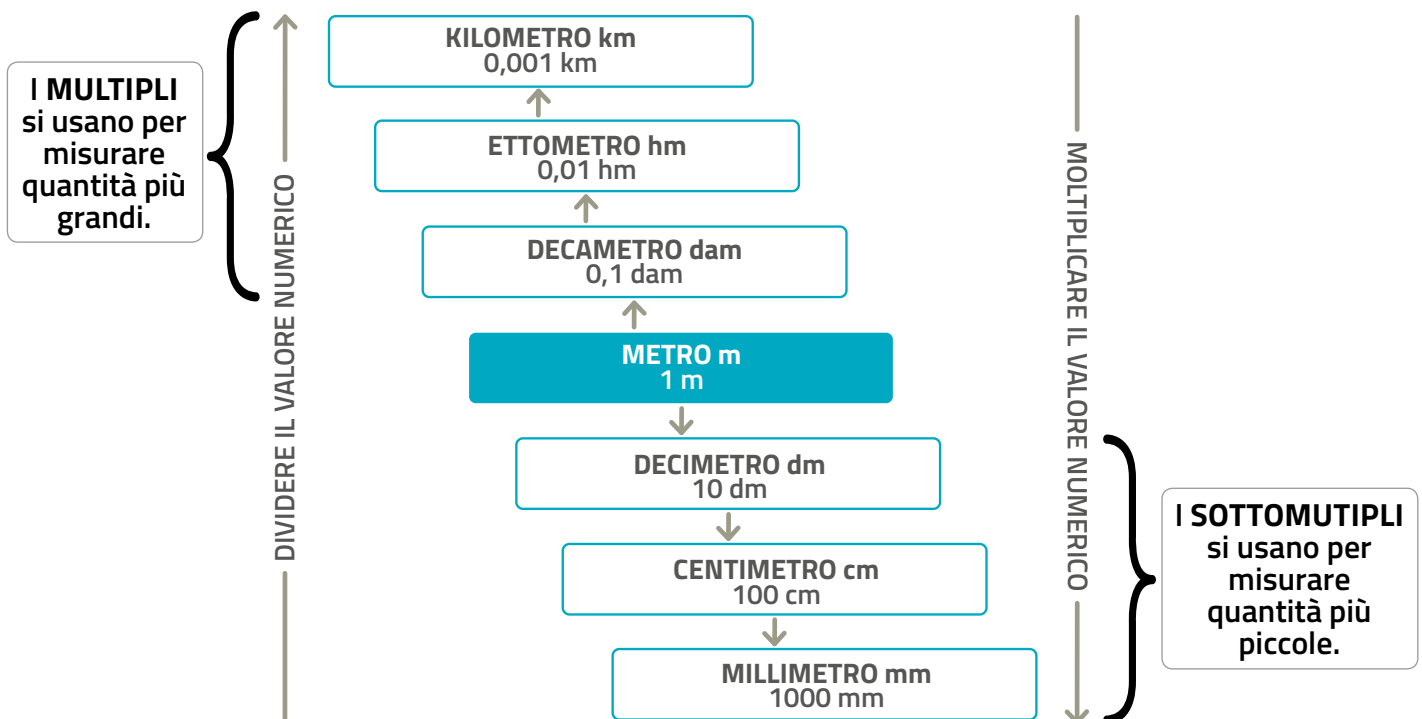 I MULTIPLI
si usano per
misurare
quantità più
grandi.
DIVIDERE IL VALORE NUMERICO
KILOMETRO km
0,001 km
ETTOMETRO hm
0,01 hm
DECAMETRO dam
0,1 dam
METRO m
1 m
DECIMETRO dm
10 dm
CENTIMETRO cm
100 cm
MILLIMETRO mm
1000 mm
MOLTIPLICARE IL VALORE NUMERICO
I SOTTOMUTIPLI
si usano per
misurare
quantità più
piccole.